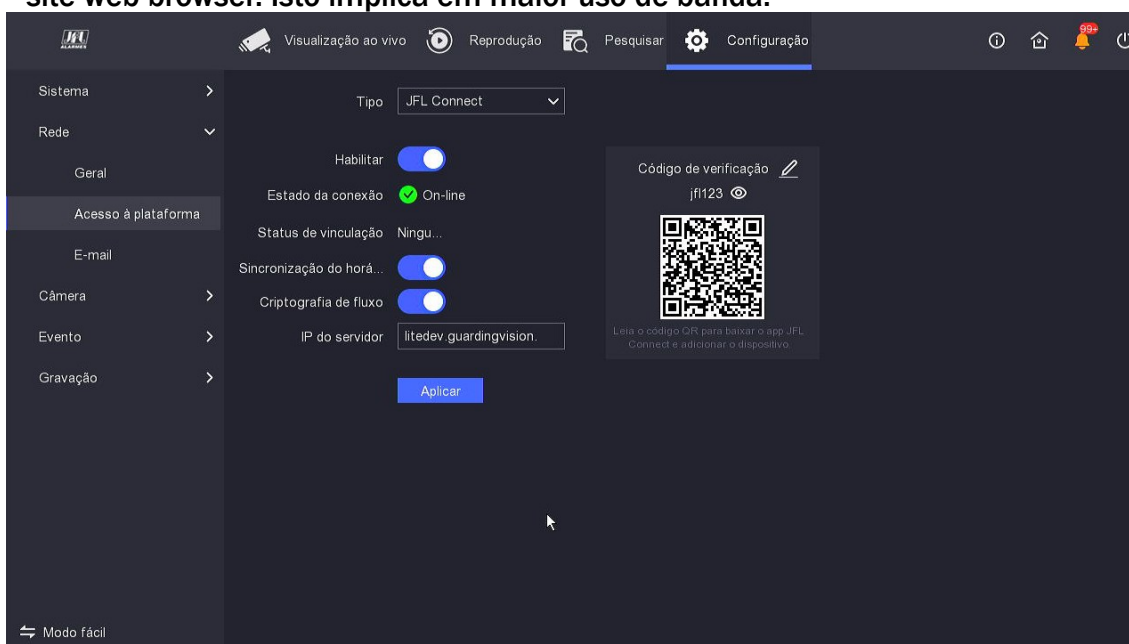 site web browser. Isto implica em maior uso de banda.
JFL
ALARMES
Visualização ao vivo
Reprodução
Pesquisar
Configuração
99+
Sistema
Rede
Geral
Acesso à plataforma
E-mail
Câmera
Evento
Gravação
Modo fácil
Tipo JFL Connect
Habilitar
Estado da conexão On-line
Status de vinculação Ningu...
Sincronização do horá...
Criptografia de fluxo
IP do servidor litedev.guardingvision.
Aplicar
Código de verificação
jfl123
Leia o código QR para baixar o app JFL
Connect e adicionar o dispositivo.